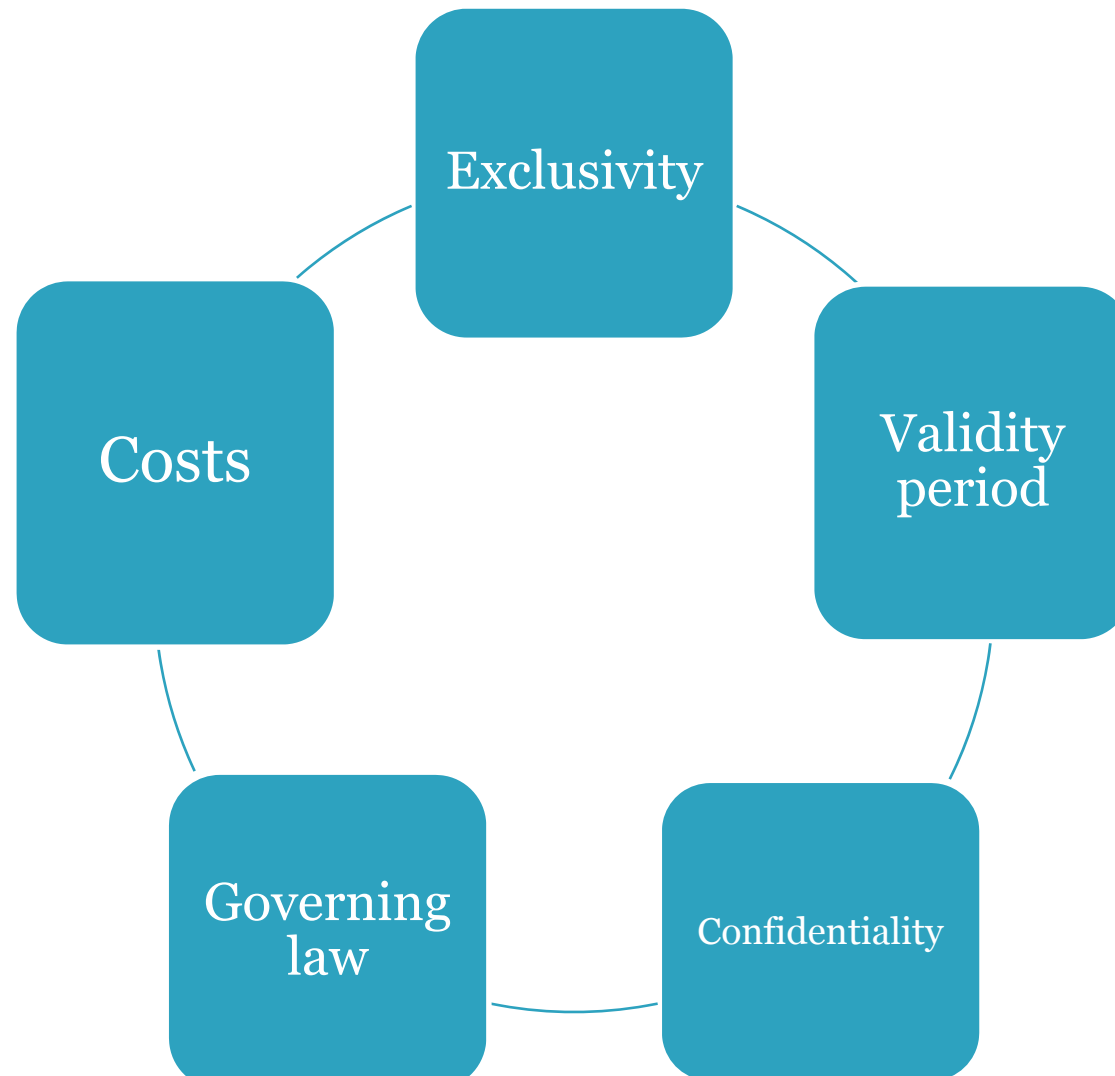 Exclusivity
Validity
period
Confidentiality
Governing
law
Costs